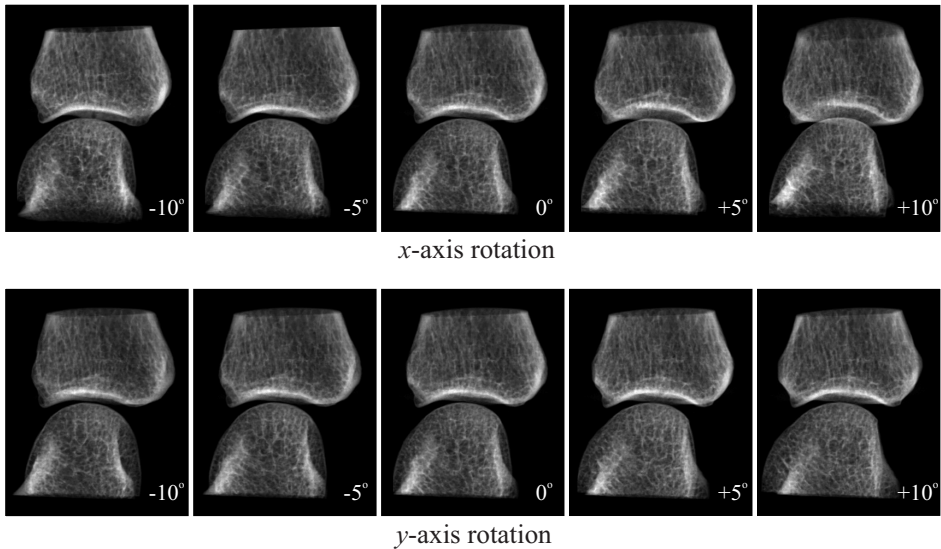 -10° -5° 0° +5° +10°
x-axis rotation
-10° -5° 0° +5° +10°
y-axis rotation